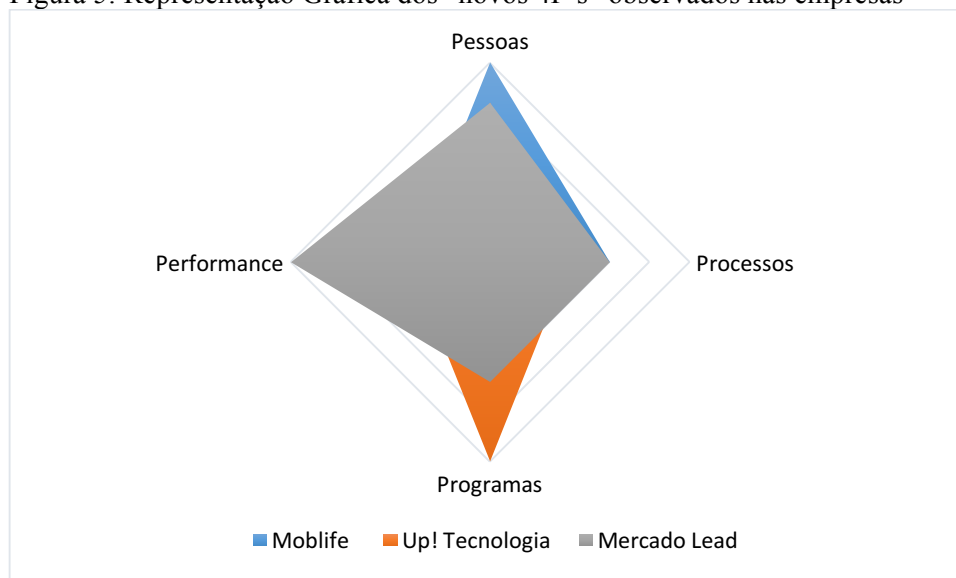 Figura 5: Representação Gráfica dos "novos 4P's" observados nas empresas
Pessoas
Performance
Processos
Programas
Moblife Up! Tecnologia Mercado Lead